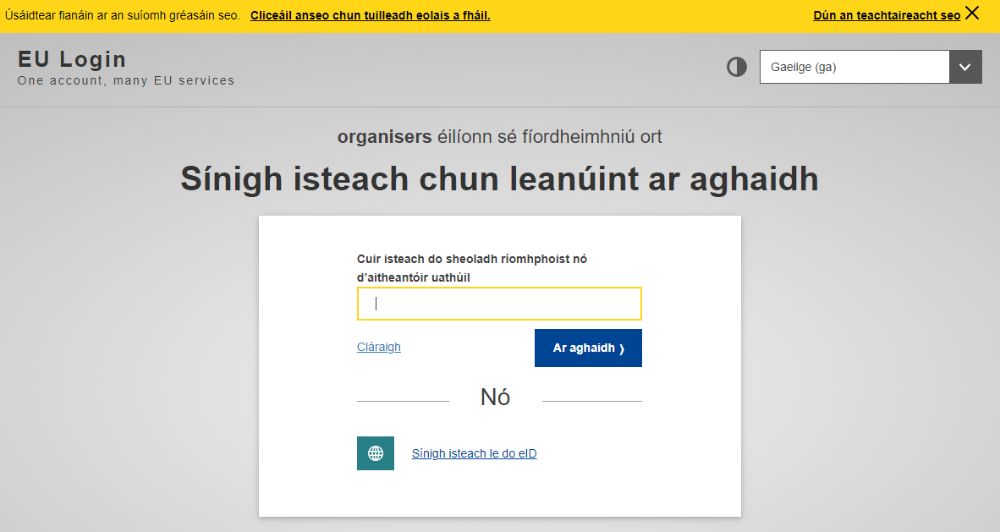 Úsáidtear fianáin ar an suíomh gréasáin seo. Cliceáil anseo chun tuilleadh eolais a fháil. Dún an teachtaireacht seo
EU Login
One account, many EU services
Gaeilge (ga)
organisers éilíonn sé fíordheimhniú ort
Sínigh isteach chun leanúint ar aghaidh
Cuir isteach do sheoladh ríomhphoist nó
d’aitheantóir uathúil
Cláraigh
Ar aghaidh ❭
Nó
Sínigh isteach le do eID